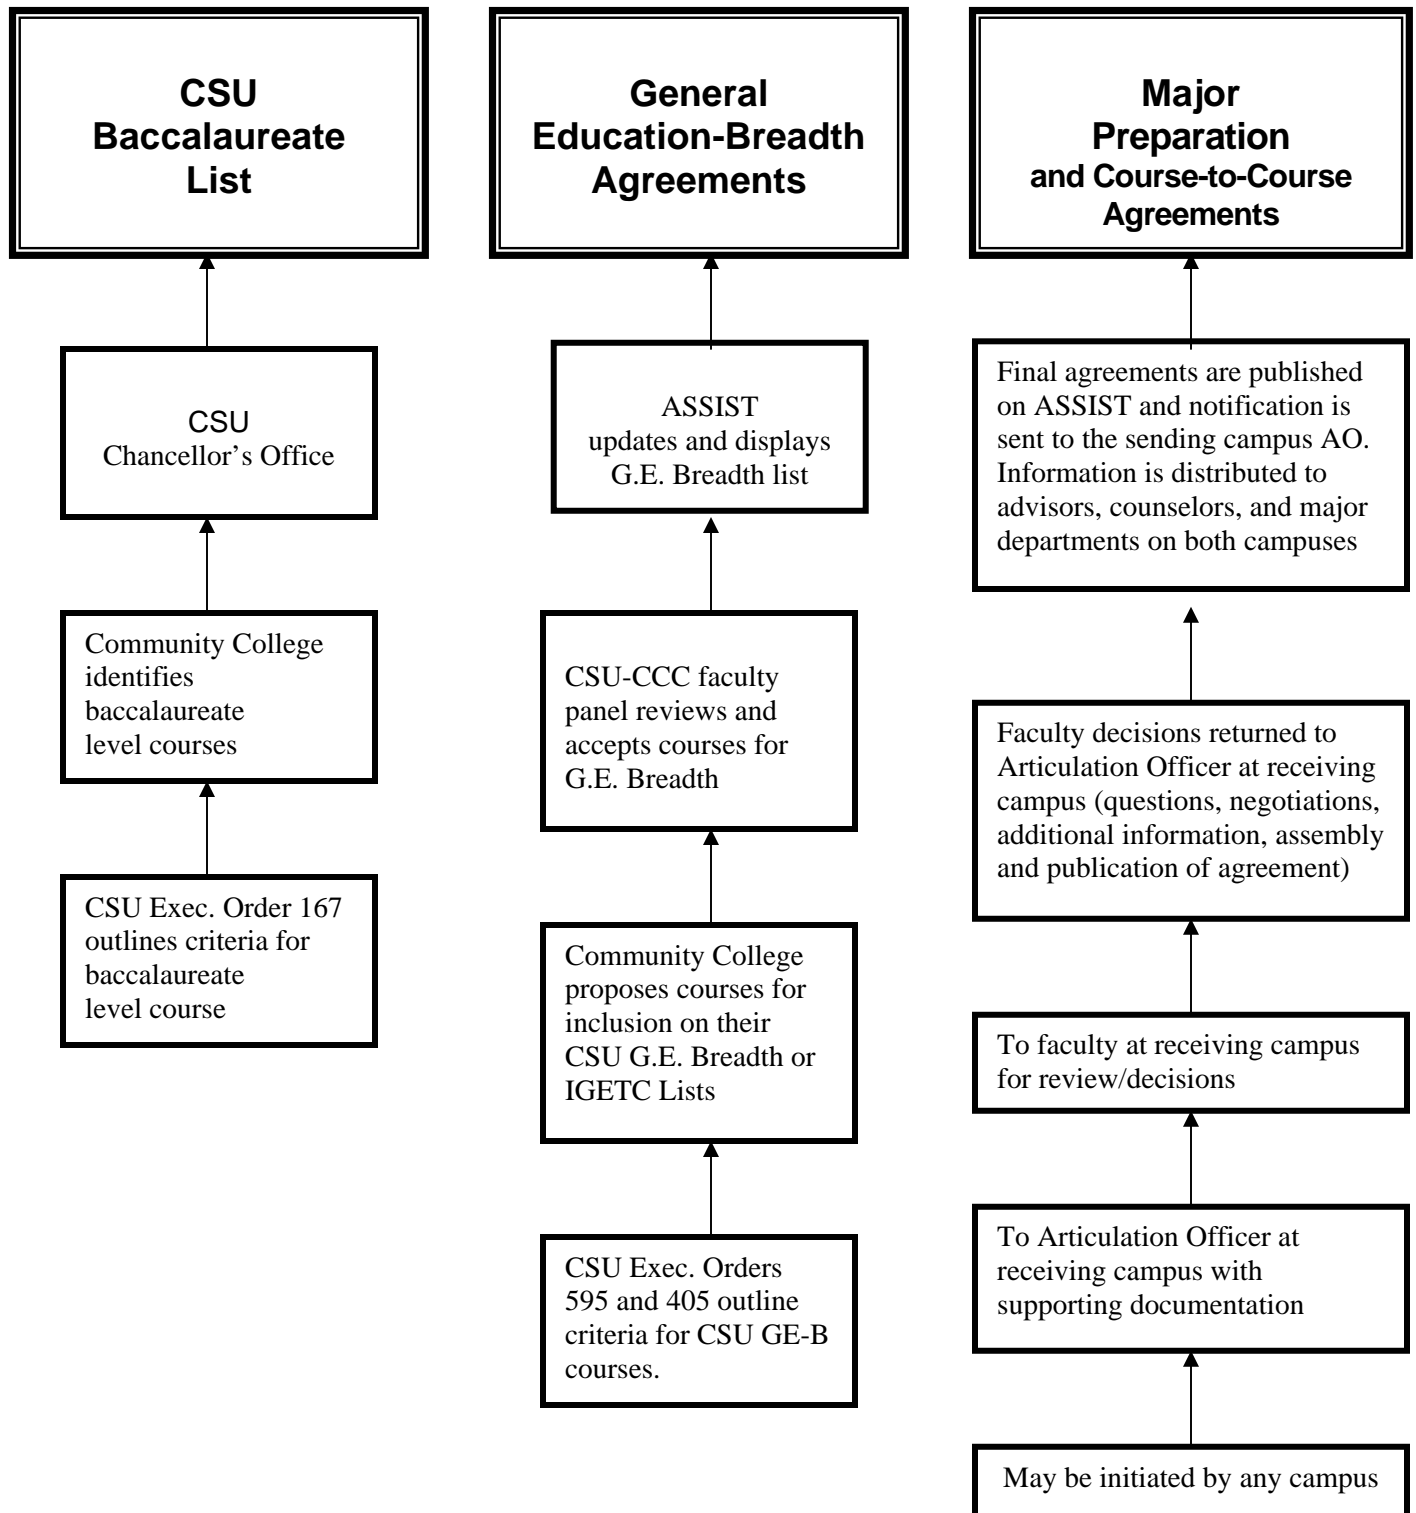 CSU
Baccalaureate
List
CSU
Chancellor’s Office
Community College
identifies
baccalaureate
level courses
CSU Exec. Order 167
outlines criteria for
baccalaureate
level course
General
Education-Breadth
Agreements
ASSIST
updates and displays
G.E. Breadth list
CSU-CCC faculty
panel reviews and
accepts courses for
G.E. Breadth
Community College
proposes courses for
inclusion on their
CSU G.E. Breadth or
IGETC Lists
CSU Exec. Orders
595 and 405 outline
criteria for CSU GE-B
courses.
Major
Preparation
and Course-to-Course
Agreements
Final agreements are published
on ASSIST and notification is
sent to the sending campus AO.
Information is distributed to
advisors, counselors, and major
departments on both campuses
Faculty decisions returned to
Articulation Officer at receiving
campus (questions, negotiations,
additional information, assembly
and publication of agreement)
To faculty at receiving campus
for review/decisions
To Articulation Officer at
receiving campus with
supporting documentation
May be initiated by any campus